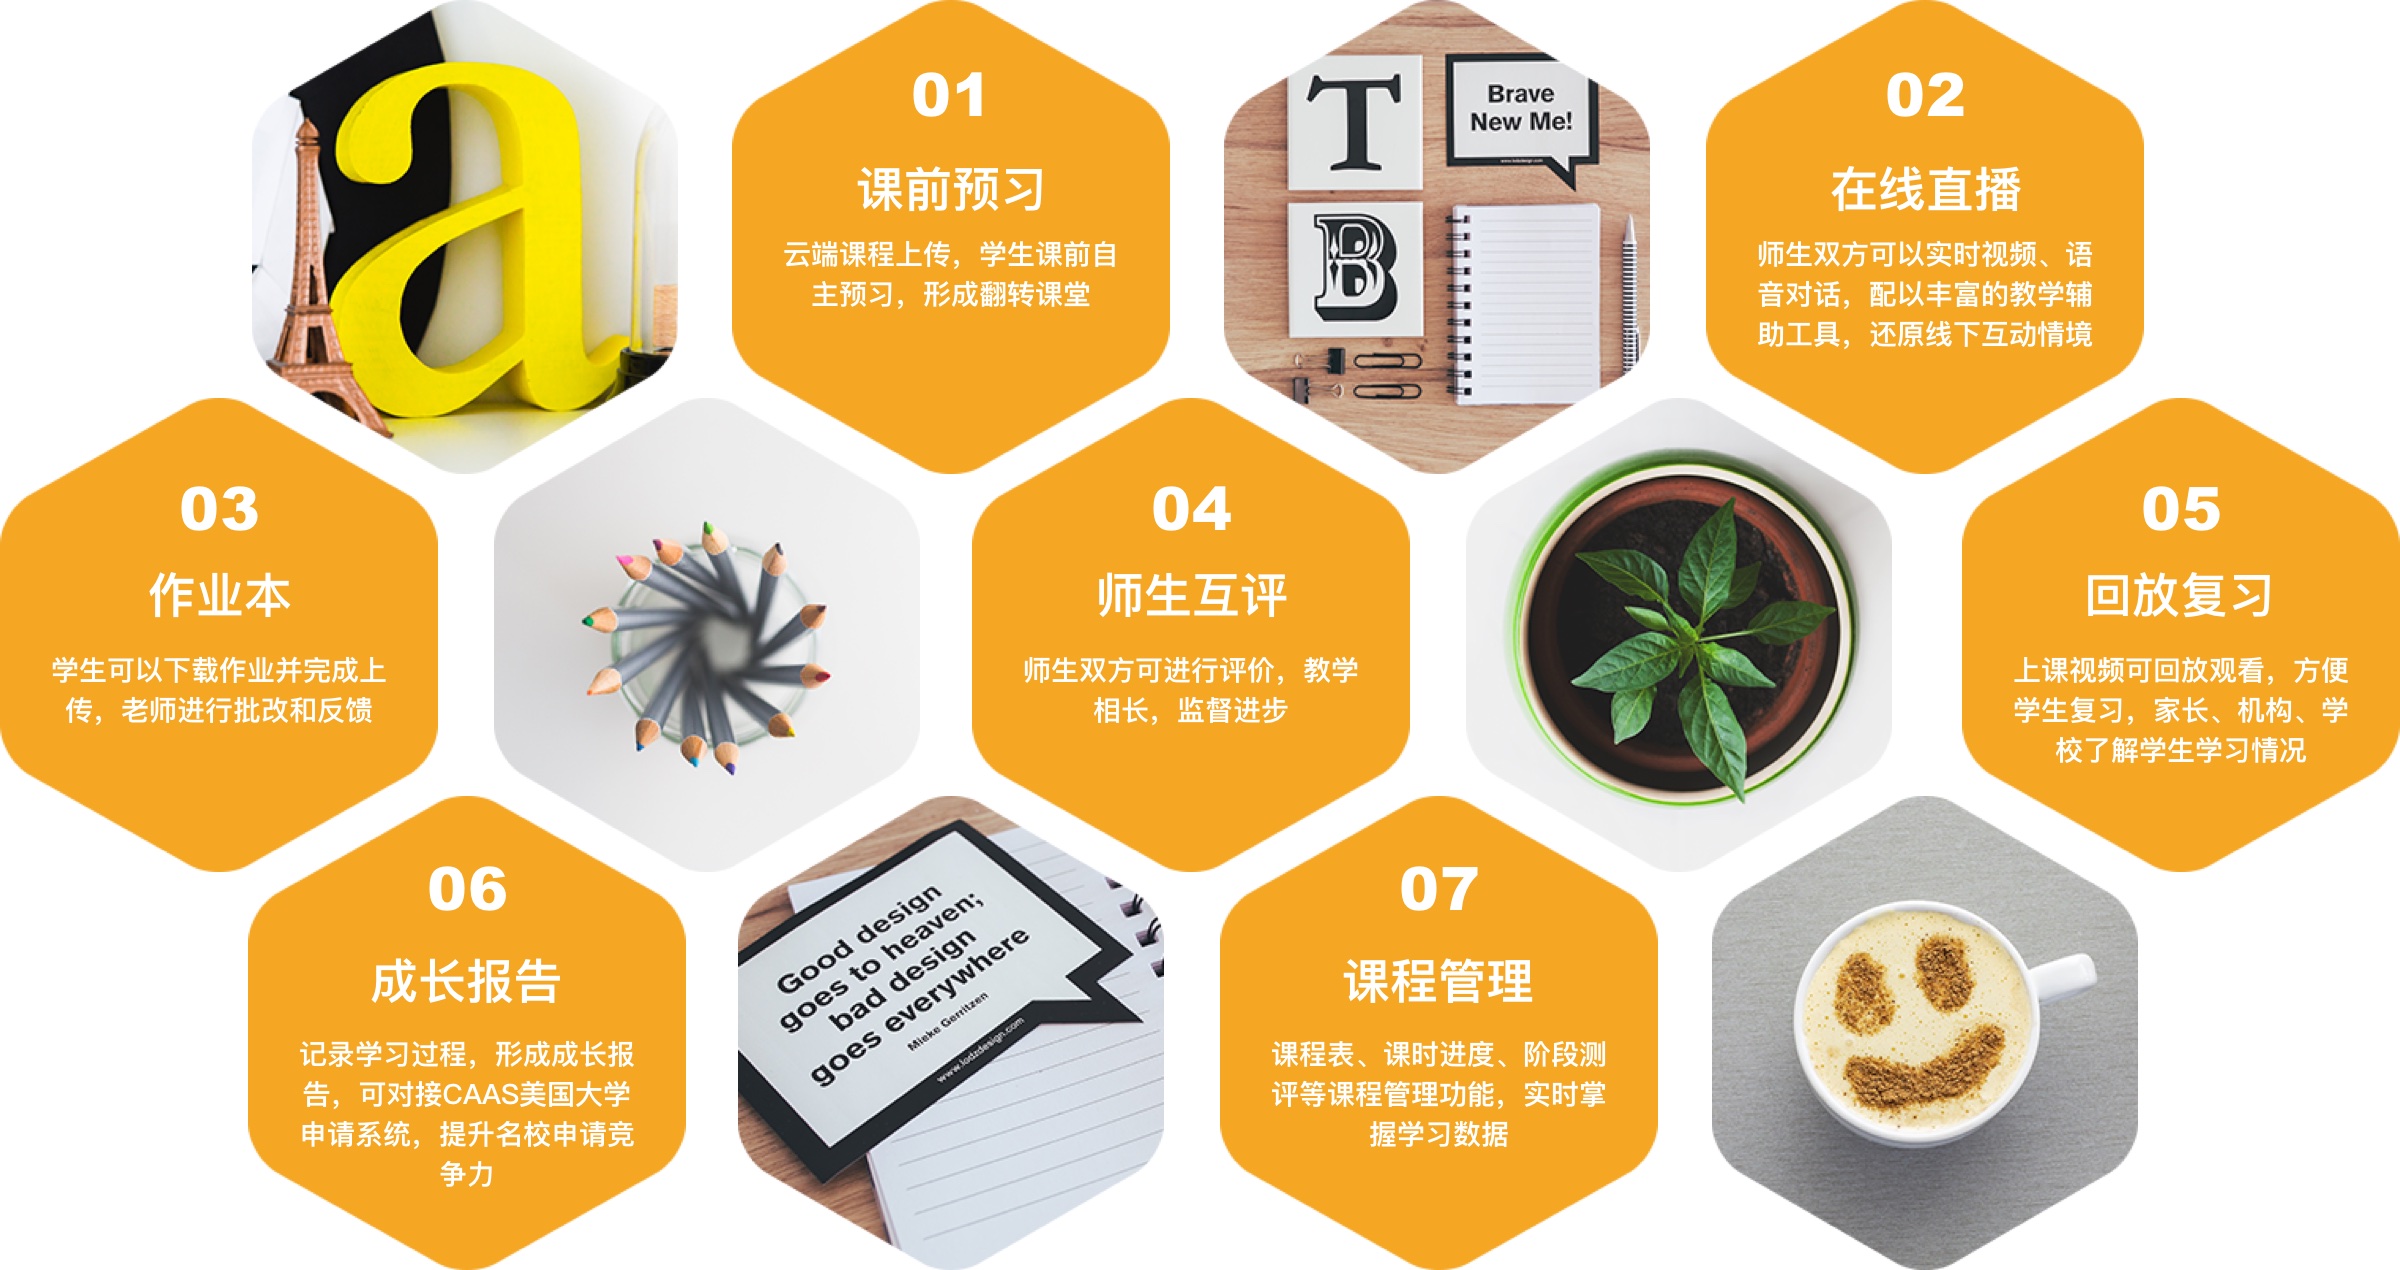 01
课前预习
云端课程上传，学生课前自
主预习，形成翻转课堂
T
B
Brave
New Me!
www.lodzdesign.com
02
在线直播
师生双方可以实时视频、语
音对话，配以丰富的教学辅
助工具，还原线下互动情境
a
03
作业本
学生可以下载作业并完成上
传，老师进行批改和反馈
04
师生互评
师生双方可进行评价，教学
相长，监督进步
05
回放复习
上课视频可回放观看，方便
学生复习，家长、机构、学
校了解学生学习情况
06
成长报告
记录学习过程，形成成长报
告，可对接CAAS美国大学
申请系统，提升名校申请竞
争力
Good design
goes to heaven;
bad design
goes everywhere
Mieke Gerritzen
www.lodzdesign.com
07
课程管理
课程表、课时进度、阶段测
评等课程管理功能，实时掌
握学习数据